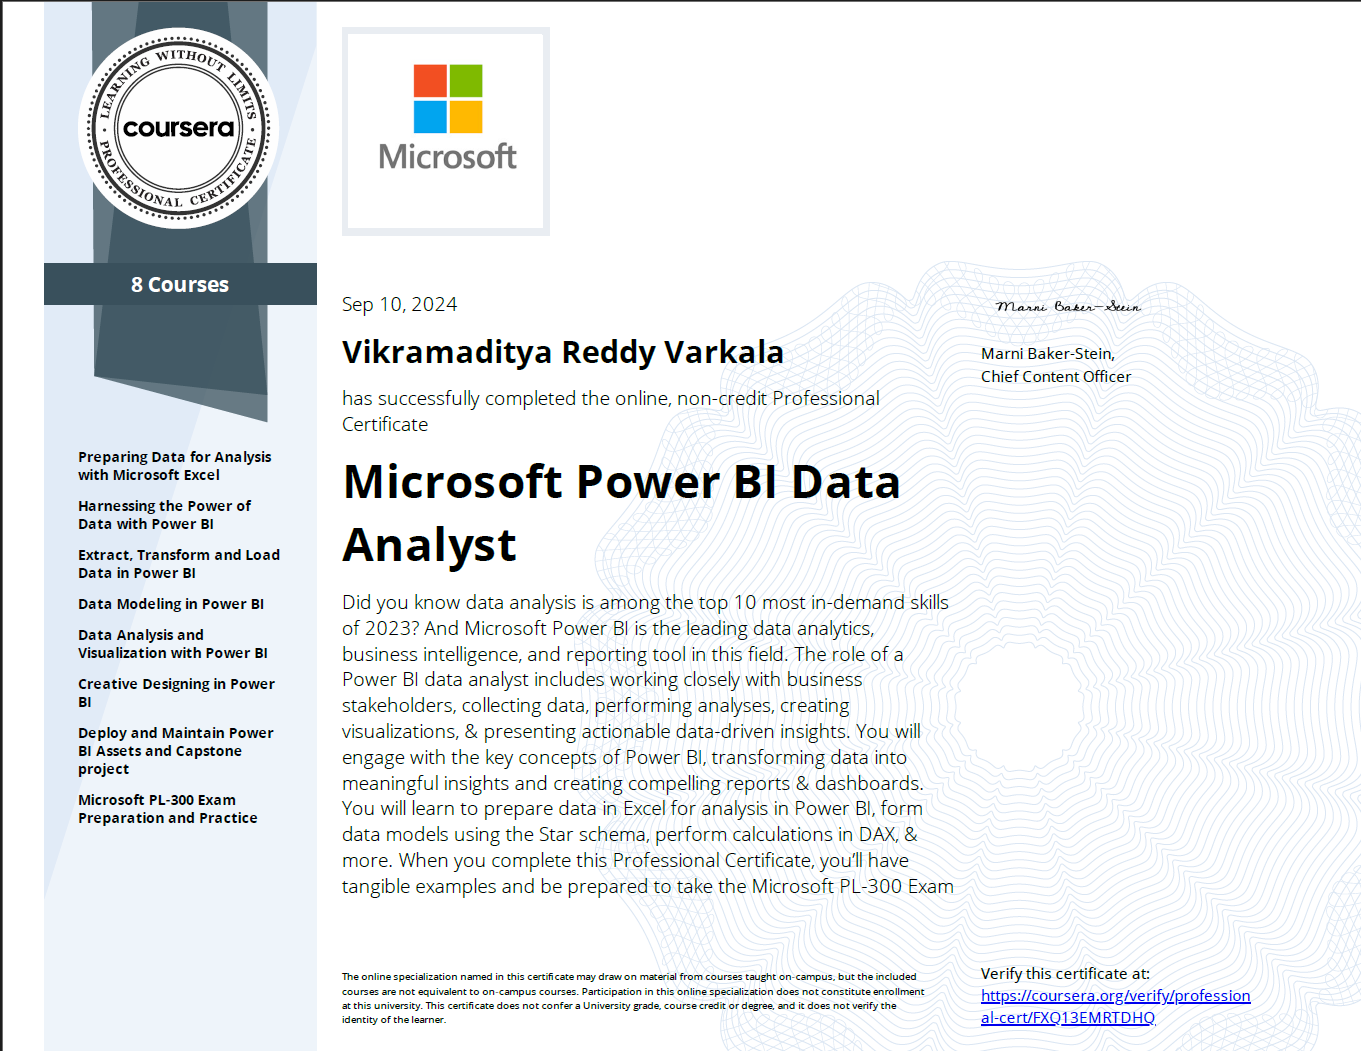 LEARNING WITHOUT LIMITS
coursera
PROFESSIONAL CERTIFICATE
8 Courses
Preparing Data for Analysis
with Microsoft Excel
Harnessing the Power of
Data with Power BI
Extract, Transform and Load
Data in Power BI
Data Modeling in Power BI
Data Analysis and
Visualization with Power BI
Creative Designing in Power
BI
Deploy and Maintain Power
BI Assets and Capstone
project
Microsoft PL-300 Exam
Preparation and Practice
Microsoft
Sep 10, 2024
Vikramaditya Reddy Varkala
has successfully completed the online, non-credit Professional
Certificate
Microsoft Power BI Data
Analyst
Did you know data analysis is among the top 10 most in-demand skills
of 2023? And Microsoft Power BI is the leading data analytics,
business intelligence, and reporting tool in this field. The role of a
Power BI data analyst includes working closely with business
stakeholders, collecting data, performing analyses, creating
visualizations, & presenting actionable data-driven insights. You will
engage with the key concepts of Power BI, transforming data into
meaningful insights and creating compelling reports & dashboards.
You will learn to prepare data in Excel for analysis in Power BI, form
data models using the Star schema, perform calculations in DAX, &
more. When you complete this Professional Certificate, you'll have
tangible examples and be prepared to take the Microsoft PL-300 Exam
Marni Baker-Stein
Marni Baker-Stein,
Chief Content Officer
The online specialization named in this certificate may draw on material from courses taught on-campus, but the included
courses are not equivalent to on-campus courses. Participation in this online specialization does not constitute enrollment
at this university. This certificate does not confer a University grade, course credit or degree, and it does not verify the
identity of the learner.
Verify this certificate at:
https://coursera.org/verify/profession
al-cert/FXQ13EMRTDHQ